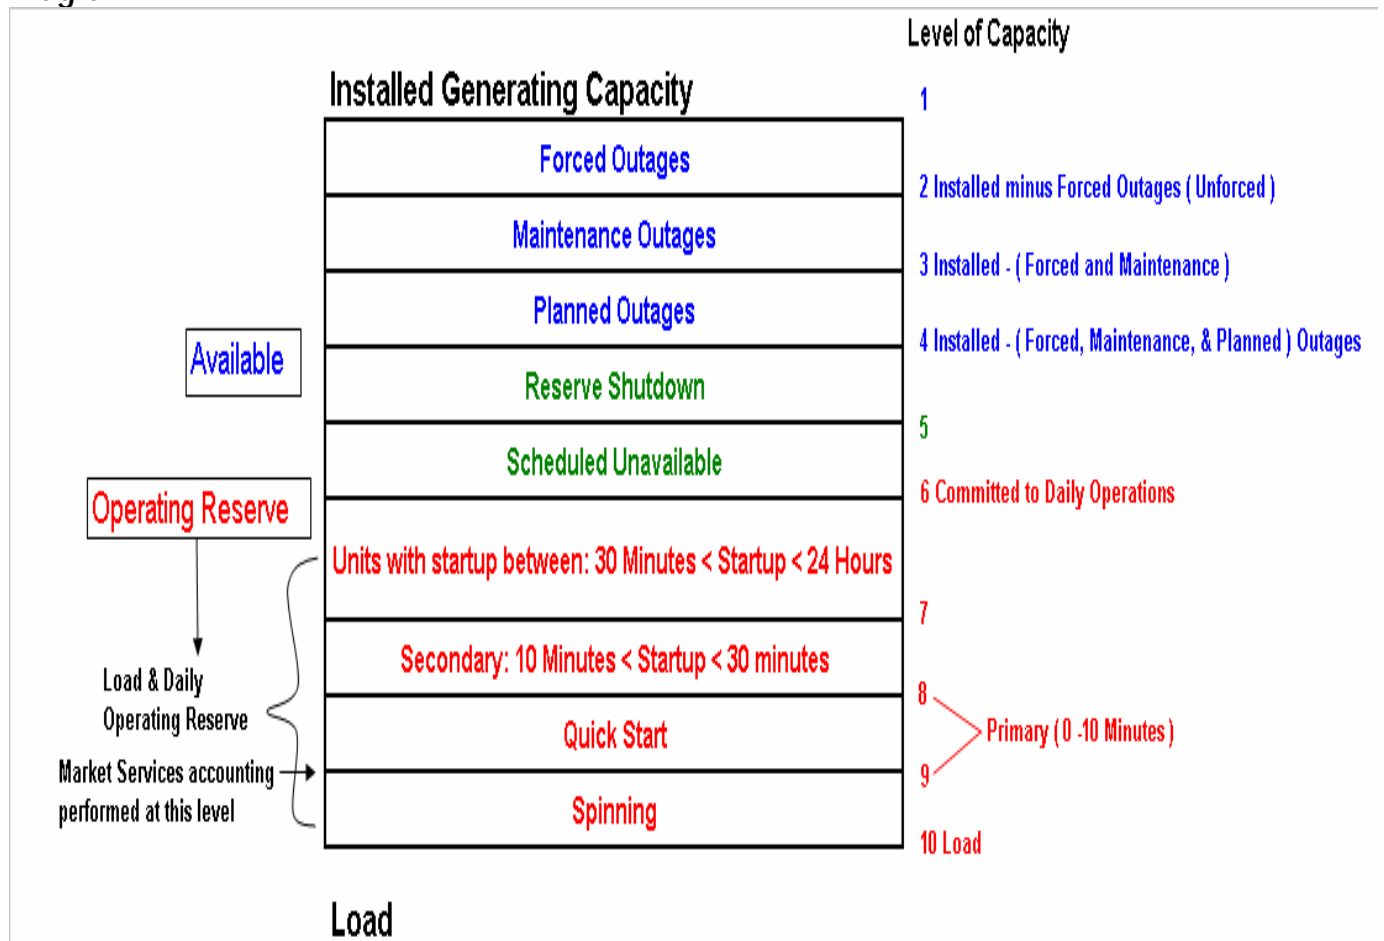 Level of Capacity
Installed Generating Capacity
1
Forced Outages
2 Installed minus Forced Outages ( Unforced )
Maintenance Outages
3 Installed - ( Forced and Maintenance )
Planned Outages
4 Installed - ( Forced, Maintenance, & Planned ) Outages
Available
Reserve Shutdown
5
Scheduled Unavailable
6 Committed to Daily Operations
Operating Reserve
Units with startup between: 30 Minutes < Startup < 24 Hours
7
Secondary: 10 Minutes < Startup < 30 minutes
Load & Daily
Operating Reserve
8
Quick Start
Primary ( 0 -10 Minutes )
Market Services accounting
performed at this level
9
Spinning
10 Load
Load